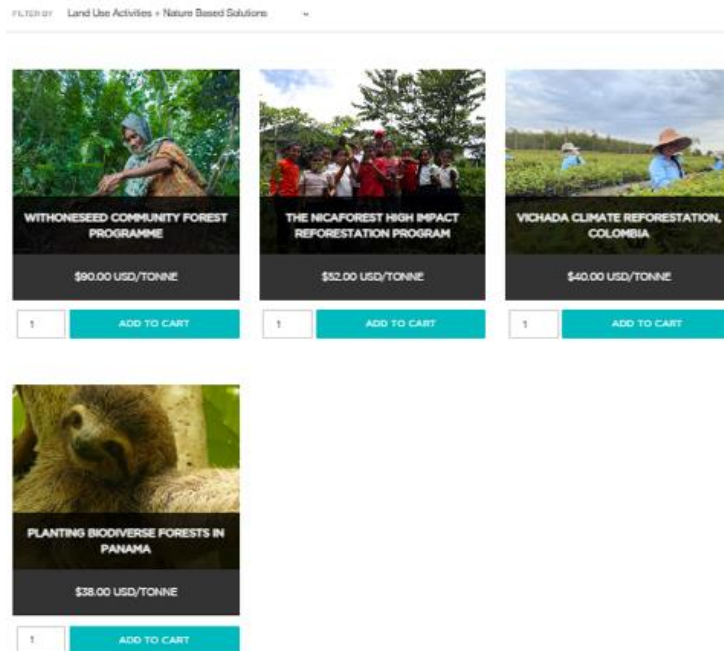 FILTER BY Land Use Activities + Nature Based Solutions
WITHONESEED COMMUNITY FOREST
PROGRAMME
$90.00 USD/TONNE
1 ADD TO CART
THE NICAFOREST HIGH IMPACT
REFORESTATION PROGRAM
$52.00 USD/TONNE
1 ADD TO CART
VICHADA CLIMATE REFORESTATION,
COLOMBIA
$40.00 USD/TONNE
1 ADD TO CART
PLANTING BIODIVERSE FORESTS IN
PANAMA
$38.00 USD/TONNE
1 ADD TO CART